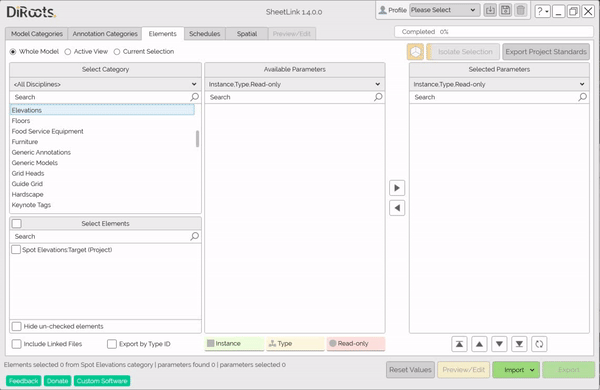 DiRoots.
SheetLink 1.4.0.0
Profile
Please Select
?
Completed 0%
Model Categories
Annotation Categories
Elements
Schedules
Spatial
Preview/Edit
Whole Model
Active View
Current Selection
Isolate Selection
Export Project Standards
Select Category
Available Parameters
Selected Parameters
<All Disciplines>
Instance,Type,Read-only
Instance,Type,Read-only
Search
Search
Search
Elevations
Floors
Food Service Equipment
Furniture
Generic Annotations
Generic Models
Grid Heads
Guide Grid
Hardscape
Keynote Tags
Select Elements
Search
Spot Elevations:Target (Project)
Hide un-checked elements
Include Linked Files
Export by Type ID
Instance
Type
Read-only
Elements selected 0 from Spot Elevations category | parameters found 0 | parameters selected 0
Reset Values
Preview/Edit
Import
Export
Feedback
Donate
Custom Software